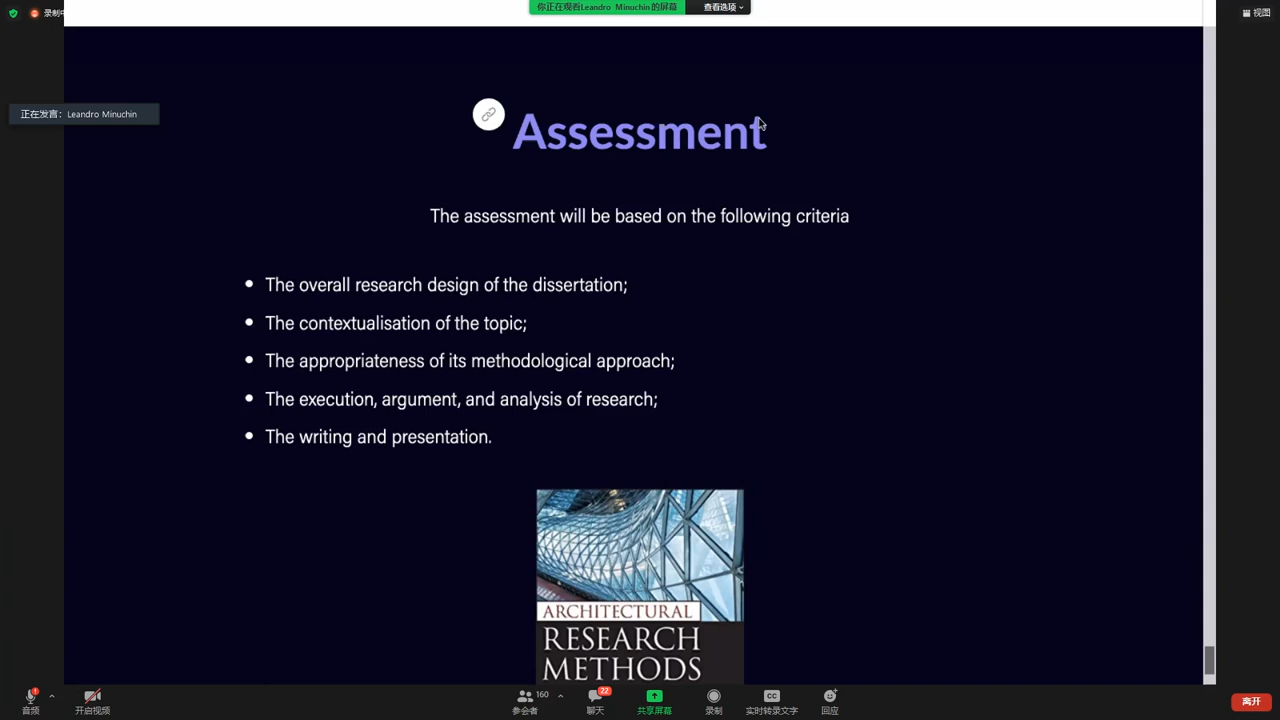 录制中
你正在观看Leandro Minuchin的屏幕
查看选项
视图
正在发言: Leandro Minuchin
Assessment
The assessment will be based on the following criteria
The overall research design of the dissertation;
The contextualisation of the topic;
The appropriateness of its methodological approach;
The execution, argument, and analysis of research;
The writing and presentation.
ARCHITECTURAL
RESEARCH
METHODS
音频
开启视频
160
参会者
22
聊天
共享屏幕
录制
CC
实时转录文字
回应
离开